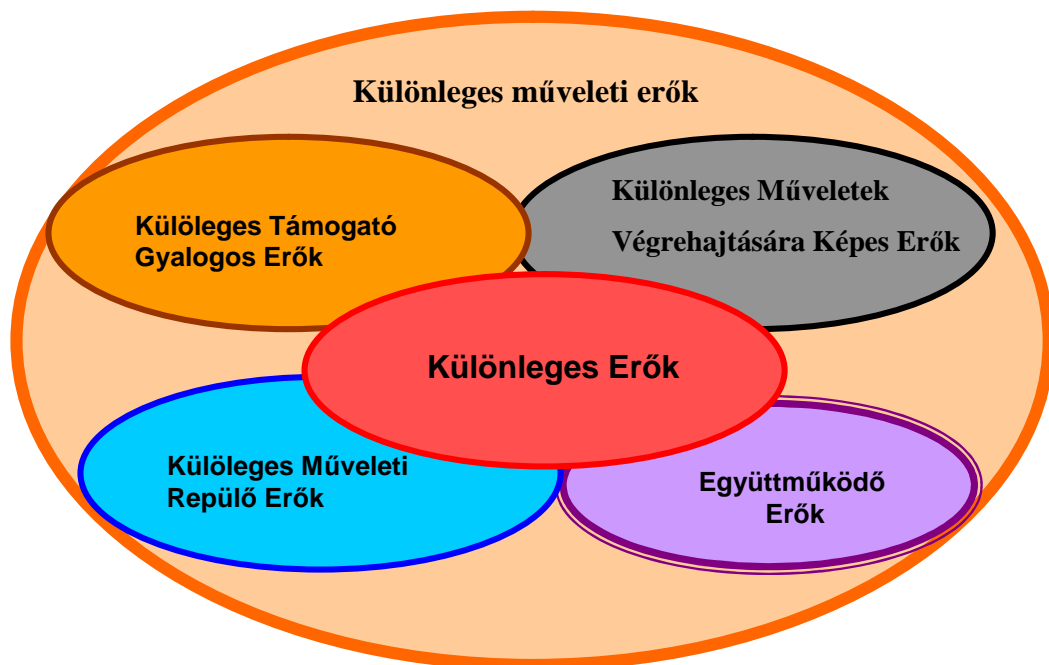 Különleges műveleti erők
Külöleges Támogató
Gyalogos Erők
Különleges Műveletek
Végrehajtására Képes Erők
Különleges Erők
Külöleges Műveleti
Repülő Erők
Együttműködő
Erők